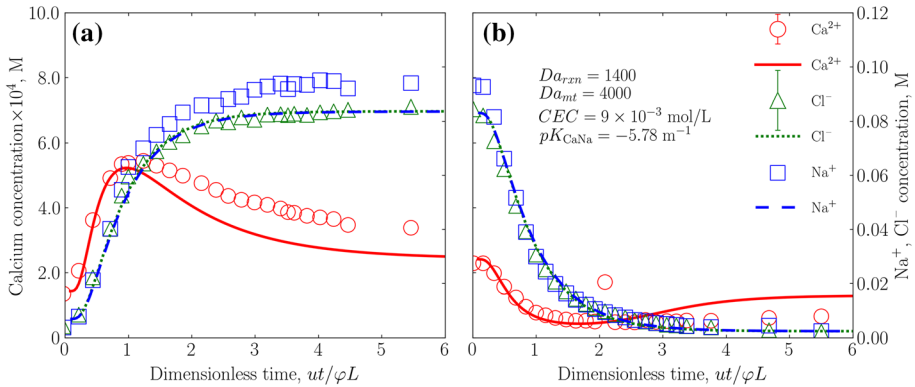 (a)
Calcium concentration×10⁴, M
10.0
8.0
6.0
4.0
2.0
0.0
0 1 2 3 4 5 6
Dimensionless time, ut/φL
(b)
Da_rxn = 1400
Da_mt = 4000
CEC = 9 × 10⁻³ mol/L
pK_CaNa = −5.78 m⁻¹
Ca²⁺
Ca²⁺
Cl⁻
Cl⁻
Na⁺
Na⁺
0 1 2 3 4 5 6
Dimensionless time, ut/φL
0.12
0.10
0.08
0.06
0.04
0.02
0.00
Na⁺, Cl⁻ concentration, M